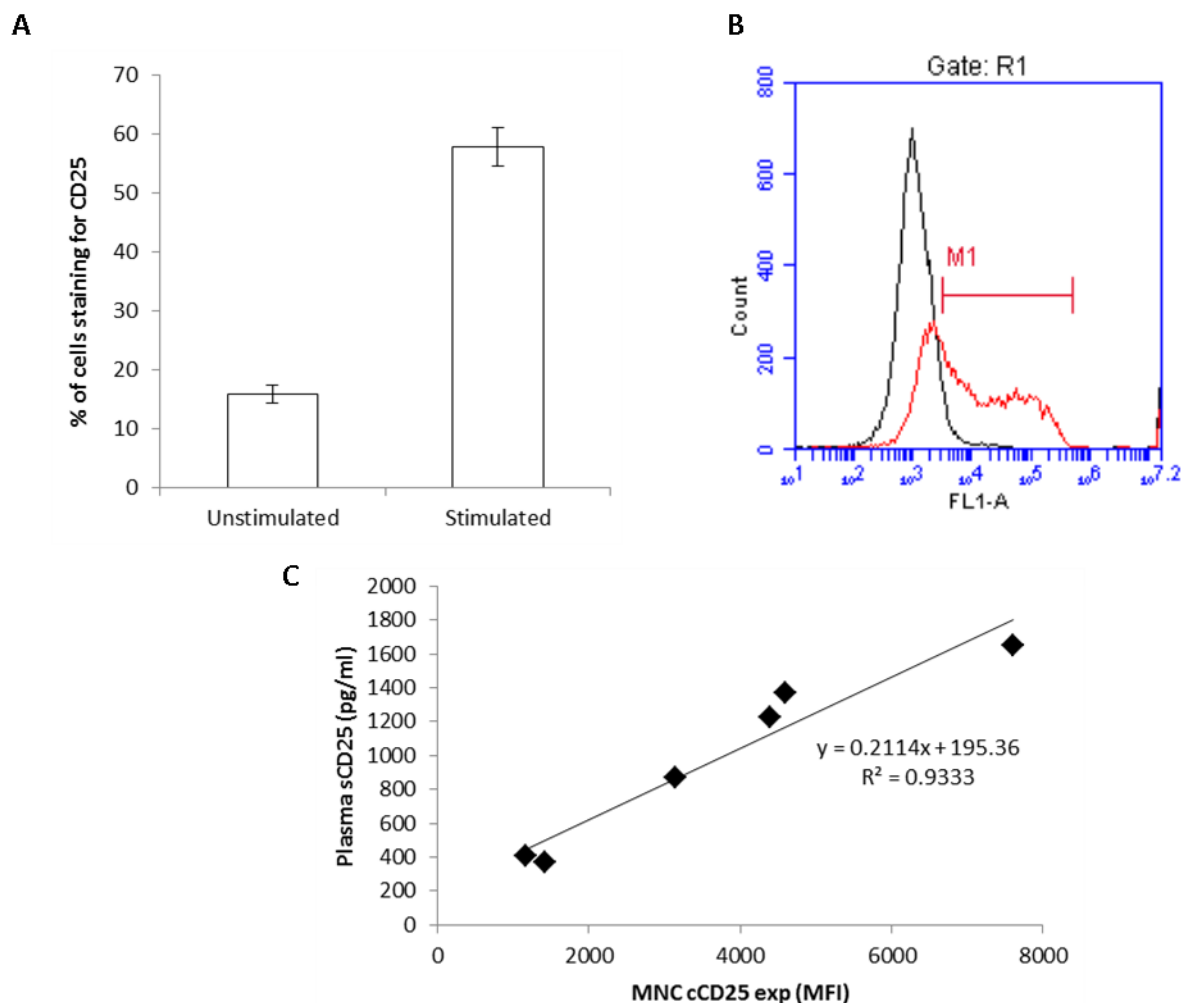 A
% of cells staining for CD25
70
60
50
40
30
20
10
0
Unstimulated
Stimulated
B
Gate: R1
Count
800
600
400
200
0
M1
10^1
10^2
10^3
10^4
10^5
10^6
10^7.2
FL1-A
C
Plasma sCD25 (pg/ml)
2000
1800
1600
1400
1200
1000
800
600
400
200
0
y = 0.2114x + 195.36
R² = 0.9333
0
2000
4000
6000
8000
MNC cCD25 exp (MFI)